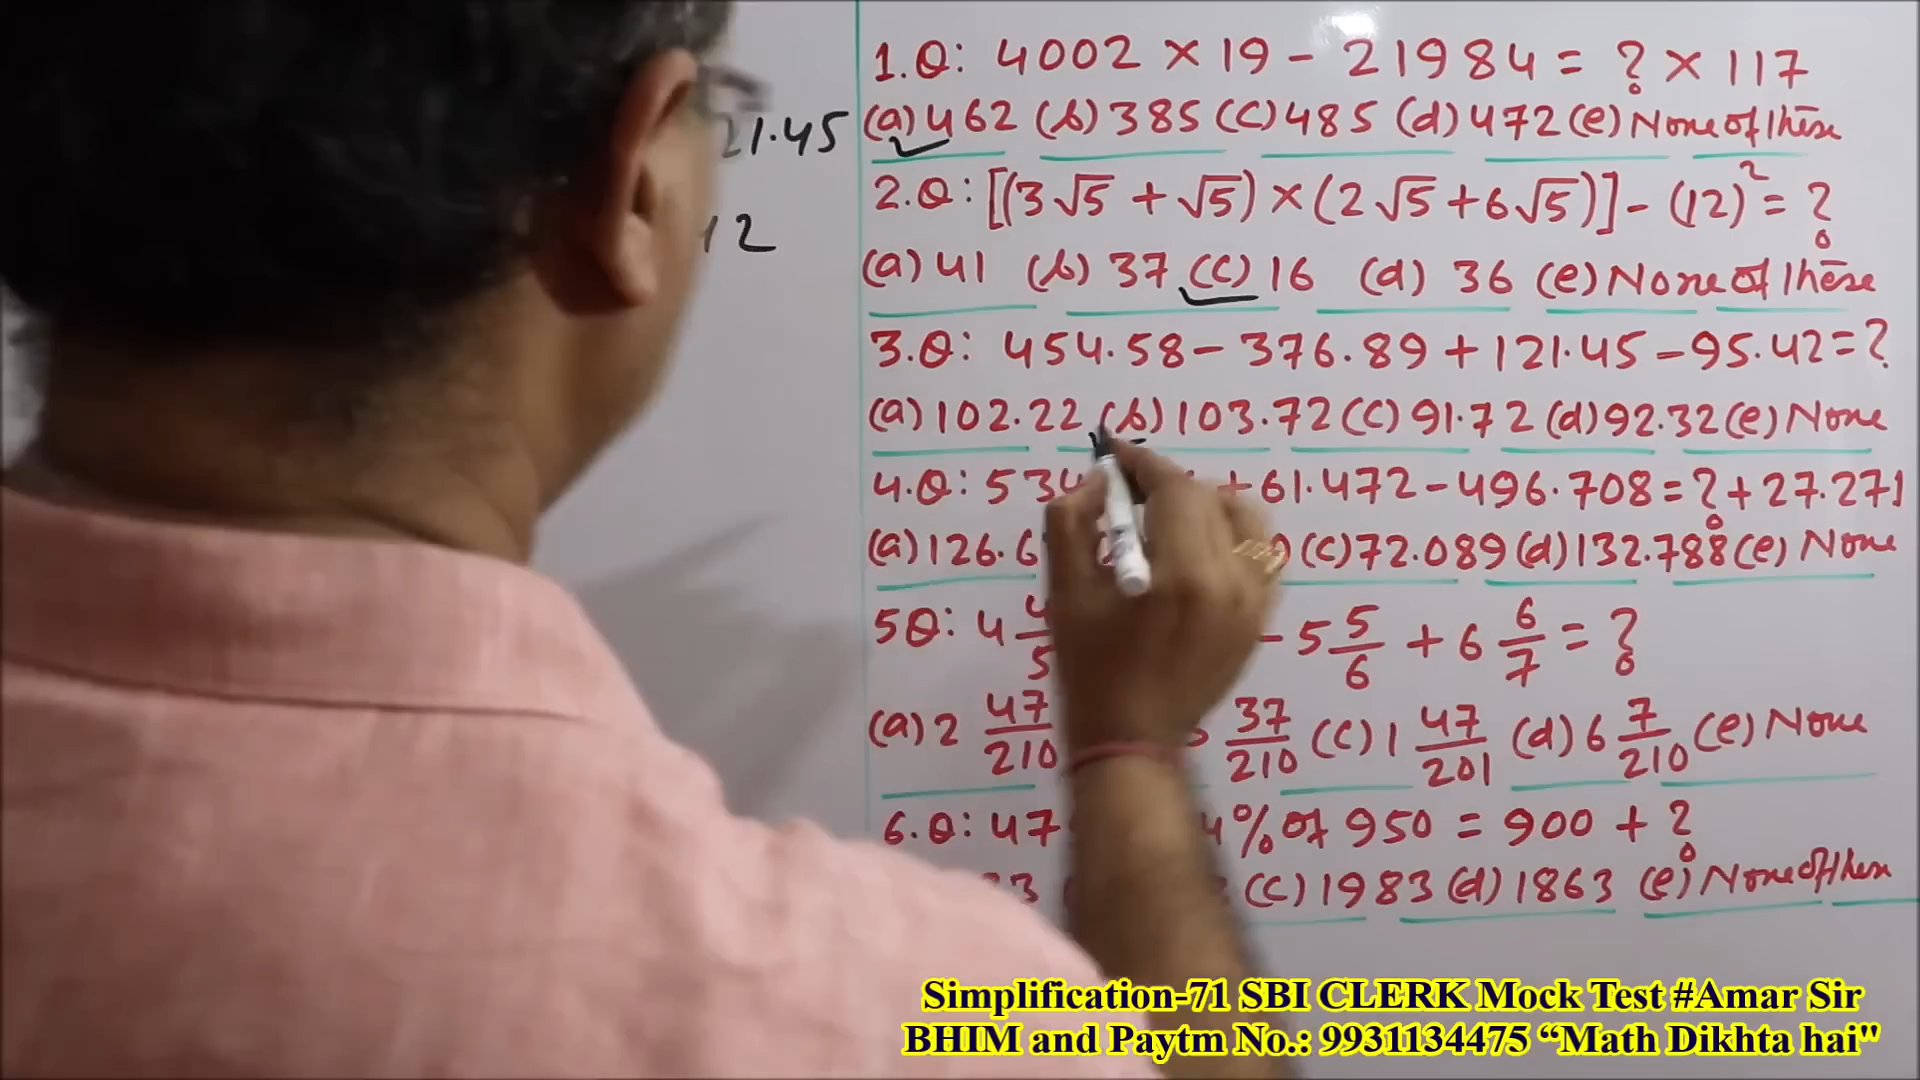 21.45
12
1.Q: 4002 × 19 - 21984 = ? × 117
(a) 462 (b) 385 (c) 485 (d) 472 (e) None of these
2.Q: [(3√5 + √5) × (2√5 + 6√5)] - (12)² = ?
(a) 41 (b) 37 (c) 16 (d) 36 (e) None of these
3.Q: 454.58 - 376.89 + 121.45 - 95.42 = ?
(a) 102.22 (b) 103.72 (c) 91.72 (d) 92.32 (e) None
4.Q: 534 + 61.472 - 496.708 = ? + 27.271
(a) 126.6 (c) 72.089 (d) 132.788 (e) None
5Q: 4 4/5 - 5 5/6 + 6 6/7 = ?
(a) 2 47/210 37/210 (c) 1 47/201 (d) 6 7/210 (e) None
6.Q: 47 4% of 950 = 900 + ?
(c) 1983 (d) 1863 (e) None of these
Simplification-71 SBI CLERK Mock Test #Amar Sir
BHIM and Paytm No.: 9931134475 “Math Dikhta hai"